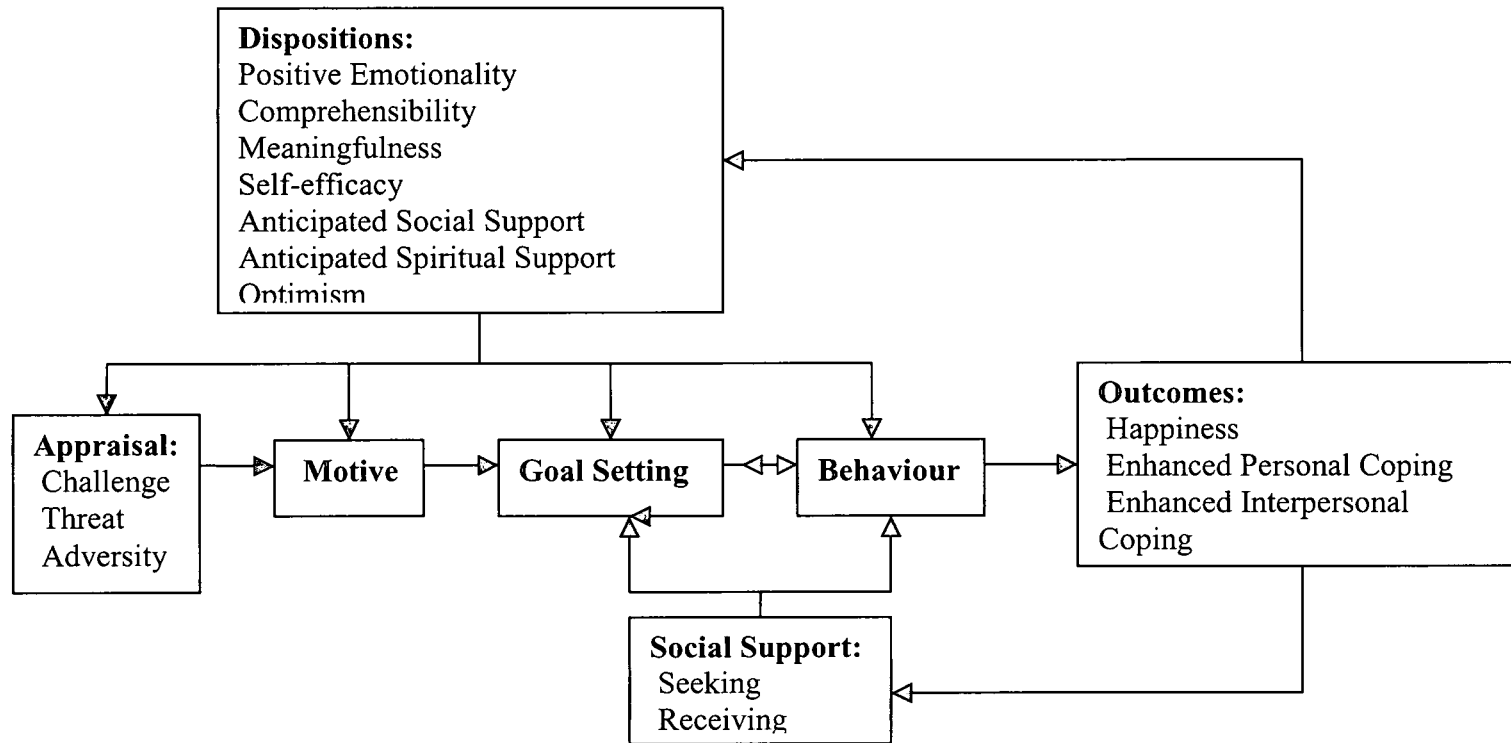 Dispositions:
Positive Emotionality
Comprehensibility
Meaningfulness
Self-efficacy
Anticipated Social Support
Anticipated Spiritual Support
Optimism
Appraisal:
Challenge
Threat
Adversity
Motive
Goal Setting
Behaviour
Outcomes:
Happiness
Enhanced Personal Coping
Enhanced Interpersonal
Coping
Social Support:
Seeking
Receiving